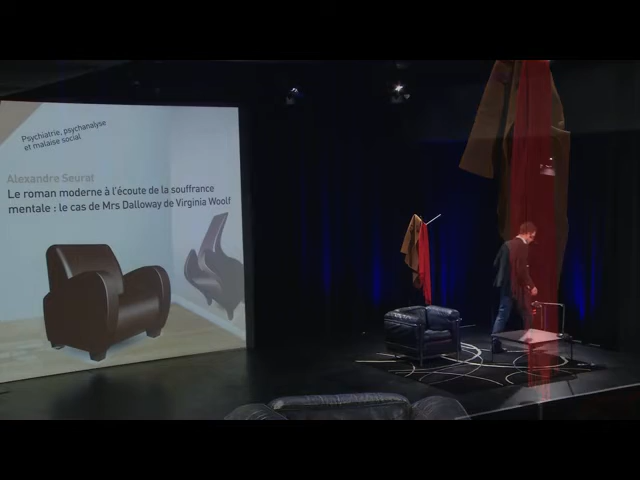 Psychiatrie, psychanalyse
et malaise social
Alexandre Seurat
Le roman moderne à l'écoute de la souffrance
mentale : le cas de Mrs Dalloway de Virginia Woolf